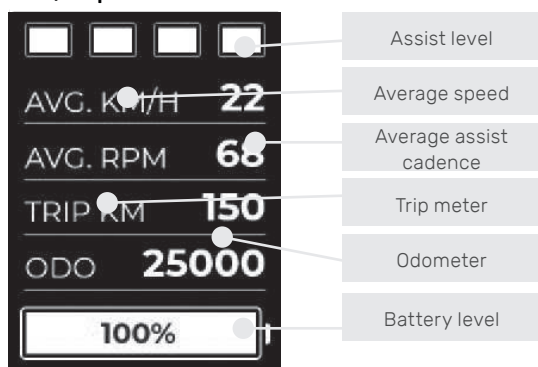 Assist level
AVG. KM/H 22
Average speed
AVG. RPM 68
Average assist
cadence
TRIP KM 150
Trip meter
ODO 25000
Odometer
100%
Battery level